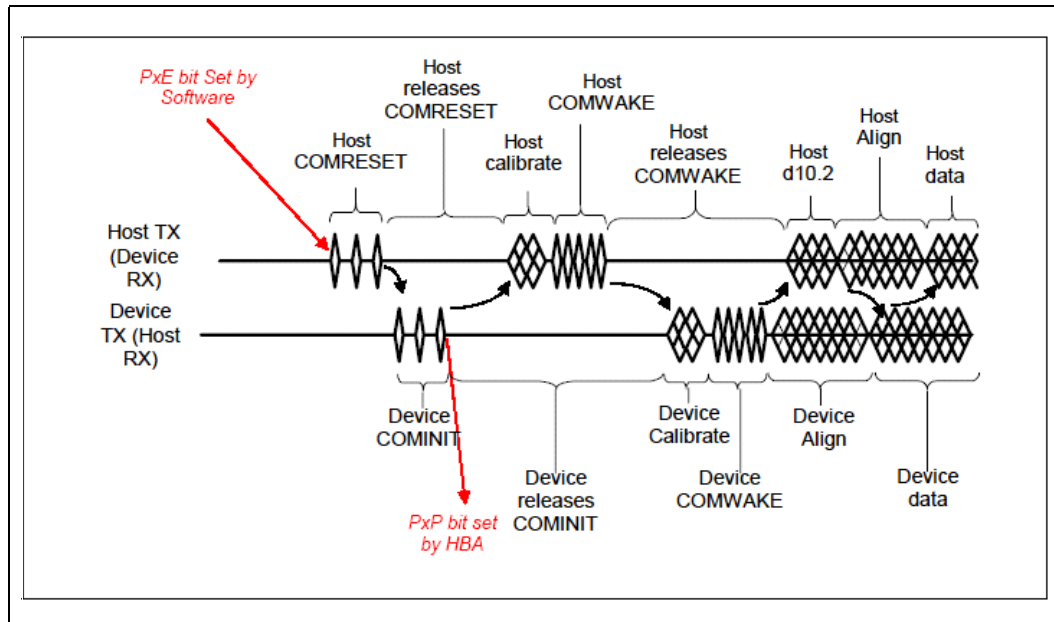 PxE bit Set by
Software
Host
releases
COMRESET
Host
COMWAKE
Host
COMRESET
Host
calibrate
Host
releases
COMWAKE
Host
d10.2
Host
Align
Host
data
Host TX
(Device
RX)
Device
TX (Host
RX)
Device
COMINIT
PxP bit set
by HBA
Device
releases
COMINIT
Device
Calibrate
Device
COMWAKE
Device
Align
Device
data